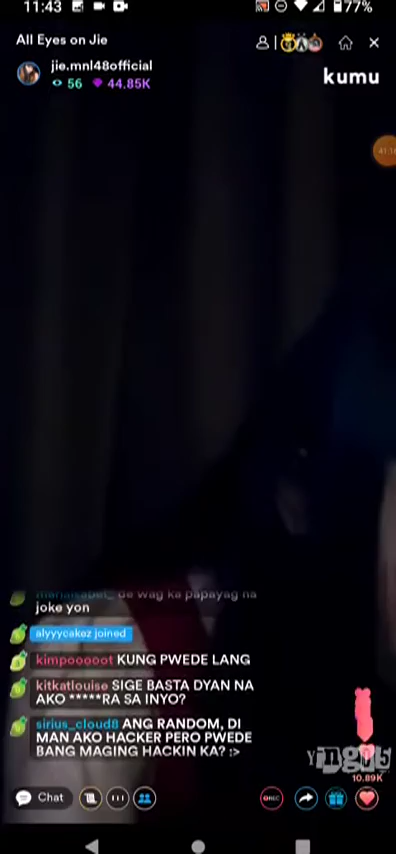 11:43
77%
All Eyes on Jie
jie.mnl48official
56 44.85K
kumu
joke yon
alyyycakez joined
kimpooooot KUNG PWEDE LANG
kitkatlouise SIGE BASTA DYAN NA
AKO *****RA SA INYO?
sirius_cloud8 ANG RANDOM, DI
MAN AKO HACKER PERO PWEDE
BANG MAGING HACKIN KA? :>
10.89K
Chat
REC